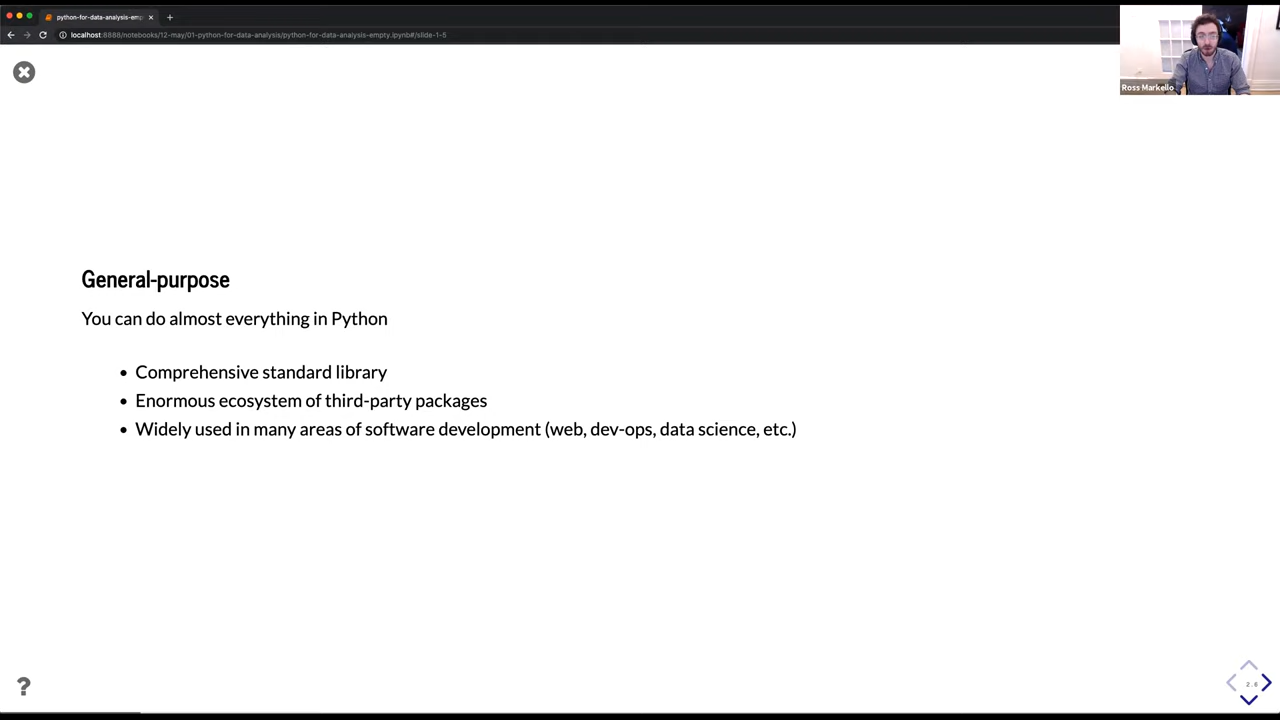 python-for-data-analysis-emp
localhost:8888/notebooks/12-may/01-python-for-data-analysis/python-for-data-analysis-empty.ipynb#/slide-1-5
Ross Markello
General-purpose
You can do almost everything in Python
• Comprehensive standard library
• Enormous ecosystem of third-party packages
• Widely used in many areas of software development (web, dev-ops, data science, etc.)
?
2.6